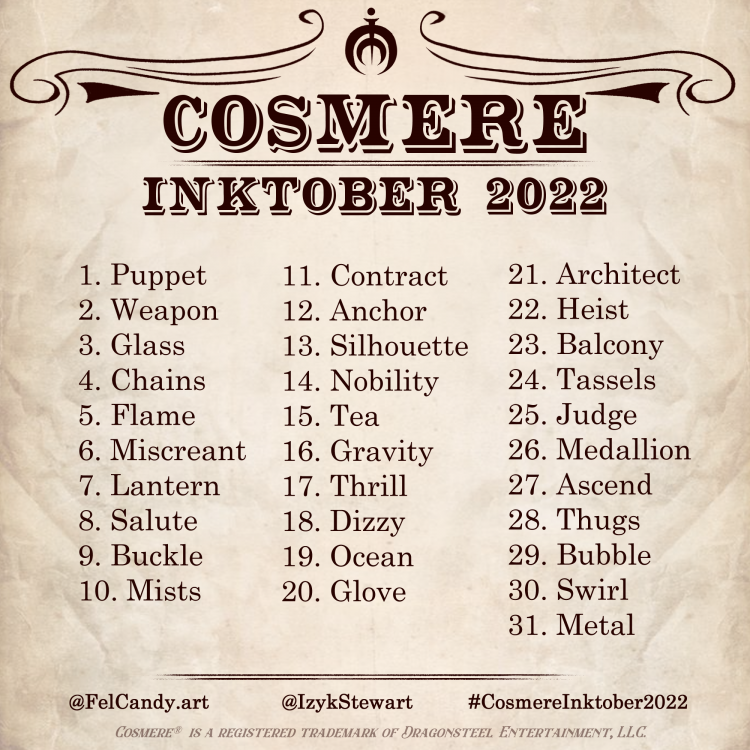 COSMERE
INKTOBER 2022
1. Puppet
2. Weapon
3. Glass
4. Chains
5. Flame
6. Miscreant
7. Lantern
8. Salute
9. Buckle
10. Mists
11. Contract
12. Anchor
13. Silhouette
14. Nobility
15. Tea
16. Gravity
17. Thrill
18. Dizzy
19. Ocean
20. Glove
21. Architect
22. Heist
23. Balcony
24. Tassels
25. Judge
26. Medallion
27. Ascend
28. Thugs
29. Bubble
30. Swirl
31. Metal
@FelCandy.art @IzykStewart #CosmereInktober2022
Cosmere® is a registered trademark of Dragonsteel Entertainment, LLC.